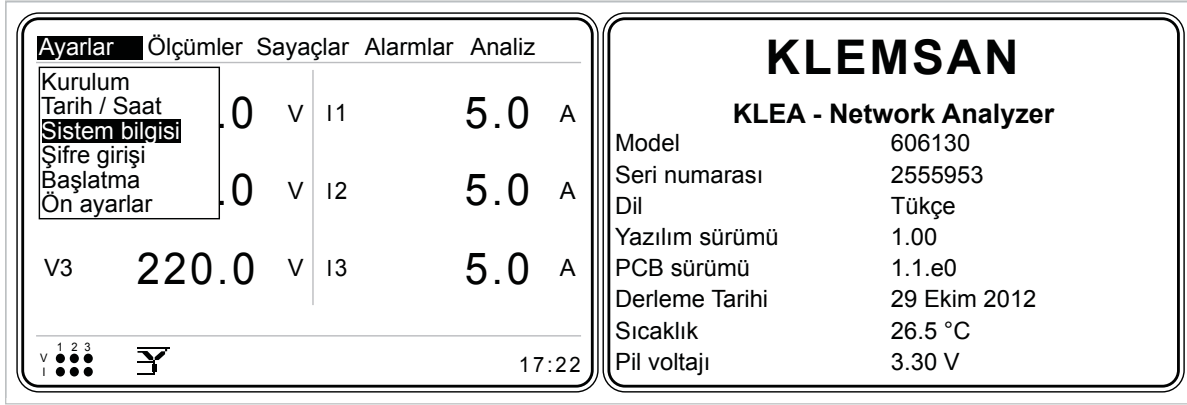 Ayarlar Ölçümler Sayaçlar Alarmlar Analiz
Kurulum
Tarih / Saat
Sistem bilgisi
Şifre girişi
Başlatma
Ön ayarlar
.0 V I1 5.0 A
.0 V I2 5.0 A
V3 220.0 V I3 5.0 A
1 2 3
V
I
17:22
KLEMSAN
KLEA - Network Analyzer
Model 606130
Seri numarası 2555953
Dil Tükçe
Yazılım sürümü 1.00
PCB sürümü 1.1.e0
Derleme Tarihi 29 Ekim 2012
Sıcaklık 26.5 °C
Pil voltajı 3.30 V